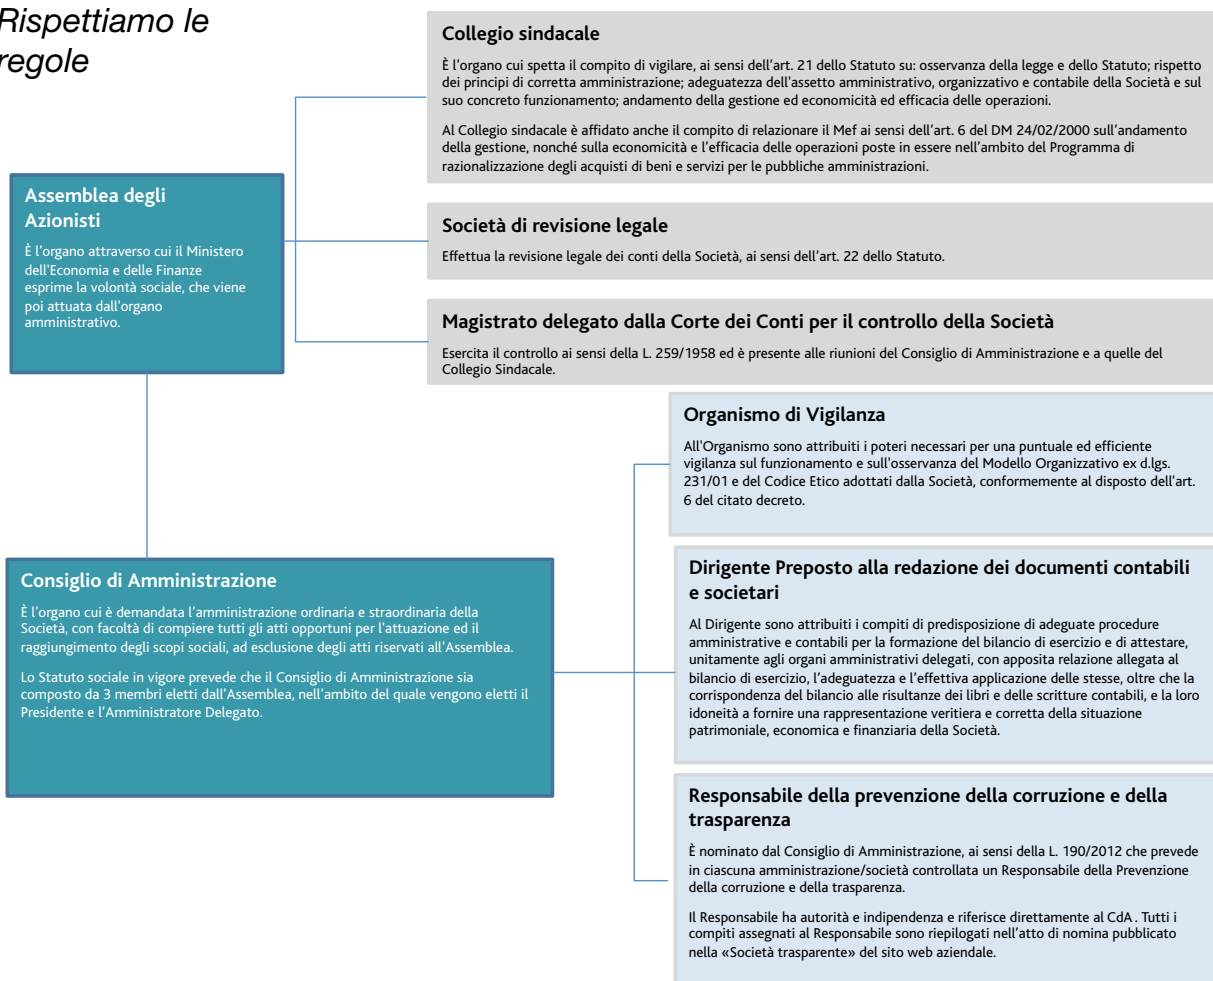 Rispettiamo le
regole
Collegio sindacale
È l'organo cui spetta il compito di vigilare, ai sensi dell'art. 21 dello Statuto su: osservanza della legge e dello Statuto; rispetto
dei principi di corretta amministrazione; adeguatezza dell'assetto amministrativo, organizzativo e contabile della Società e sul
suo concreto funzionamento; andamento della gestione ed economicità ed efficacia delle operazioni.
Al Collegio sindacale è affidato anche il compito di relazionare il Mef ai sensi dell'art. 6 del DM 24/02/2000 sull'andamento
della gestione, nonché sulla economicità e l'efficacia delle operazioni poste in essere nell'ambito del Programma di
razionalizzazione degli acquisti di beni e servizi per le pubbliche amministrazioni.
Assemblea degli
Azionisti
È l'organo attraverso cui il Ministero
dell'Economia e delle Finanze
esprime la volontà sociale, che viene
poi attuata dall'organo
amministrativo.
Società di revisione legale
Effettua la revisione legale dei conti della Società, ai sensi dell'art. 22 dello Statuto.
Magistrato delegato dalla Corte dei Conti per il controllo della Società
Esercita il controllo ai sensi della L. 259/1958 ed è presente alle riunioni del Consiglio di Amministrazione e a quelle del
Collegio Sindacale.
Organismo di Vigilanza
All'Organismo sono attribuiti i poteri necessari per una puntuale ed efficiente
vigilanza sul funzionamento e sull'osservanza del Modello Organizzativo ex d.lgs.
231/01 e del Codice Etico adottati dalla Società, conformemente al disposto dell'art.
6 del citato decreto.
Consiglio di Amministrazione
È l'organo cui è demandata l'amministrazione ordinaria e straordinaria della
Società, con facoltà di compiere tutti gli atti opportuni per l'attuazione ed il
raggiungimento degli scopi sociali, ad esclusione degli atti riservati all'Assemblea.
Lo Statuto sociale in vigore prevede che il Consiglio di Amministrazione sia
composto da 3 membri eletti dall'Assemblea, nell'ambito del quale vengono eletti il
Presidente e l'Amministratore Delegato.
Dirigente Preposto alla redazione dei documenti contabili
e societari
Al Dirigente sono attribuiti i compiti di predisposizione di adeguate procedure
amministrative e contabili per la formazione del bilancio di esercizio e di attestare,
unitamente agli organi amministrativi delegati, con apposita relazione allegata al
bilancio di esercizio, l'adeguatezza e l'effettiva applicazione delle stesse, oltre che la
corrispondenza del bilancio alle risultanze dei libri e delle scritture contabili, e la loro
idoneità a fornire una rappresentazione veritiera e corretta della situazione
patrimoniale, economica e finanziaria della Società.
Responsabile della prevenzione della corruzione e della
trasparenza
È nominato dal Consiglio di Amministrazione, ai sensi della L. 190/2012 che prevede
in ciascuna amministrazione/società controllata un Responsabile della Prevenzione
della corruzione e della trasparenza.
Il Responsabile ha autorità e indipendenza e riferisce direttamente al CdA . Tutti i
compiti assegnati al Responsabile sono riepilogati nell'atto di nomina pubblicato
nella «Società trasparente» del sito web aziendale.